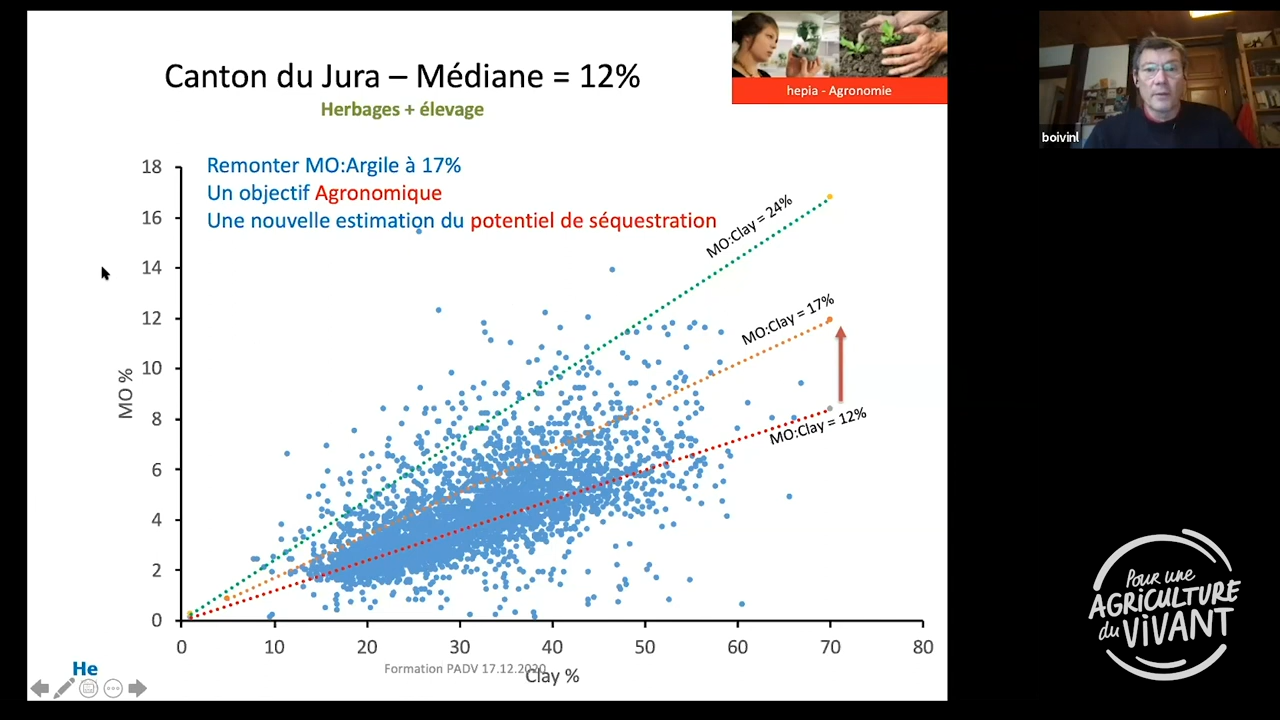 Canton du Jura – Médiane = 12%
Herbages + élevage
hepia - Agronomie
boivinl
Remonter MO:Argile à 17%
Un objectif Agronomique
Une nouvelle estimation du potentiel de séquestration
MO:Clay = 24%
MO:Clay = 17%
MO:Clay = 12%
MO %
18
16
14
12
10
8
6
4
2
0
0 10 20 30 40 50 60 70 80
Clay %
Formation PADV 17.12.2020
He
Pour une
AGRICULTURE
du VIVANT